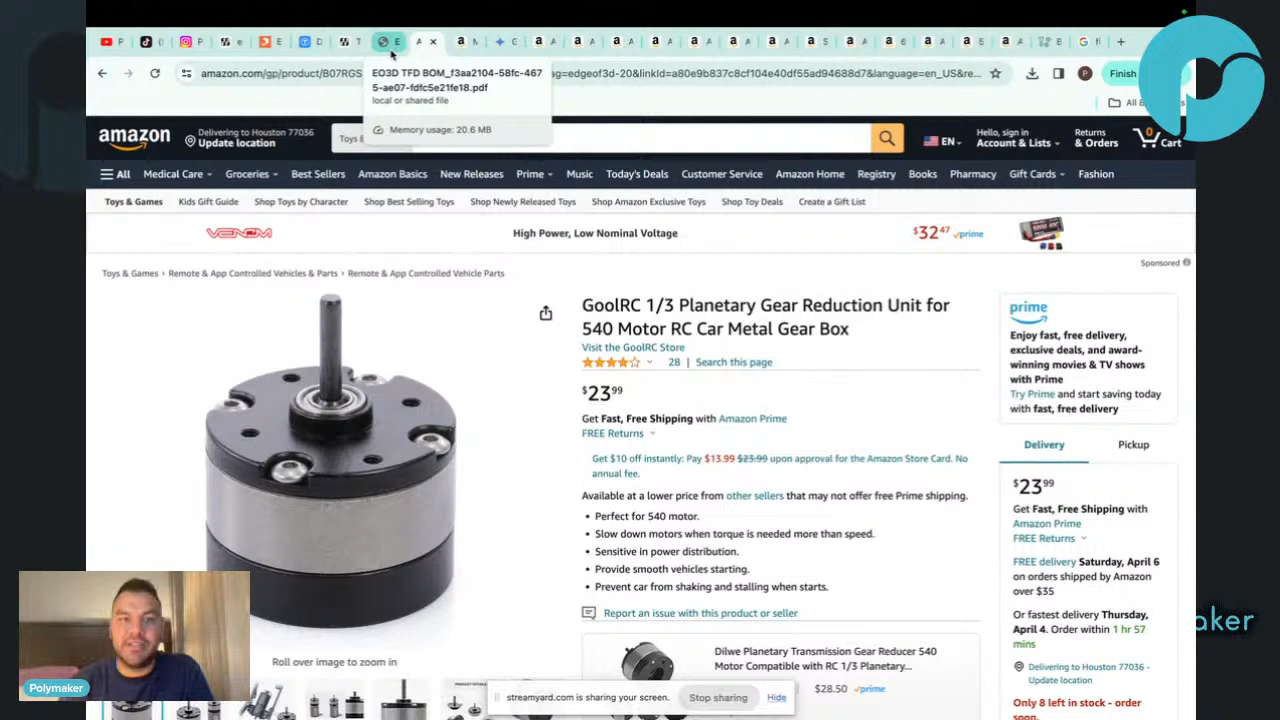 amazon.com/gp/product/B07RGS
ag=edgeof3d-20&linkId=a80e9b837c8cf104e40df55ad94688d7&language=en_US&re...
Finish
EO3D TFD BOM_f3aa2104-58fc-467
5-ae07-fdfc5e21fe18.pdf
local or shared file
Memory usage: 20.6 MB
amazon
Delivering to Houston 77036
Update location
Toys &
EN
Hello, sign in
Account & Lists
Returns
& Orders
0
Cart
All
Medical Care
Groceries
Best Sellers
Amazon Basics
New Releases
Prime
Music
Today's Deals
Customer Service
Amazon Home
Registry
Books
Pharmacy
Gift Cards
Fashion
Toys & Games
Kids Gift Guide
Shop Toys by Character
Shop Best Selling Toys
Shop Newly Released Toys
Shop Amazon Exclusive Toys
Shop Toy Deals
Create a Gift List
VENOM
High Power, Low Nominal Voltage
$32 47
prime
Sponsored
Toys & Games › Remote & App Controlled Vehicles & Parts › Remote & App Controlled Vehicle Parts
GoolRC 1/3 Planetary Gear Reduction Unit for
540 Motor RC Car Metal Gear Box
Visit the GoolRC Store
28 | Search this page
$23 99
Get Fast, Free Shipping with Amazon Prime
FREE Returns
Get $10 off instantly: Pay $13.99 $23.99 upon approval for the Amazon Store Card. No
annual fee.
Available at a lower price from other sellers that may not offer free Prime shipping.
• Perfect for 540 motor.
• Slow down motors when torque is needed more than speed.
• Sensitive in power distribution.
• Provide smooth vehicles starting.
• Prevent car from shaking and stalling when starts.
Report an issue with this product or seller
Dilwe Planetary Transmission Gear Reducer 540
Motor Compatible with RC 1/3 Planetary...
$28.50
prime
Roll over image to zoom in
prime
Enjoy fast, free delivery,
exclusive deals, and award-
winning movies & TV shows
with Prime
Try Prime and start saving today
with fast, free delivery
Delivery
Pickup
$23 99
Get Fast, Free Shipping with
Amazon Prime
FREE Returns
FREE delivery Saturday, April 6
on orders shipped by Amazon
over $35
Or fastest delivery Thursday,
April 4. Order within 1 hr 57
mins
Delivering to Houston 77036 -
Update location
Only 8 left in stock - order
soon.
streamyard.com is sharing your screen.
Stop sharing
Hide
Polymaker
aker